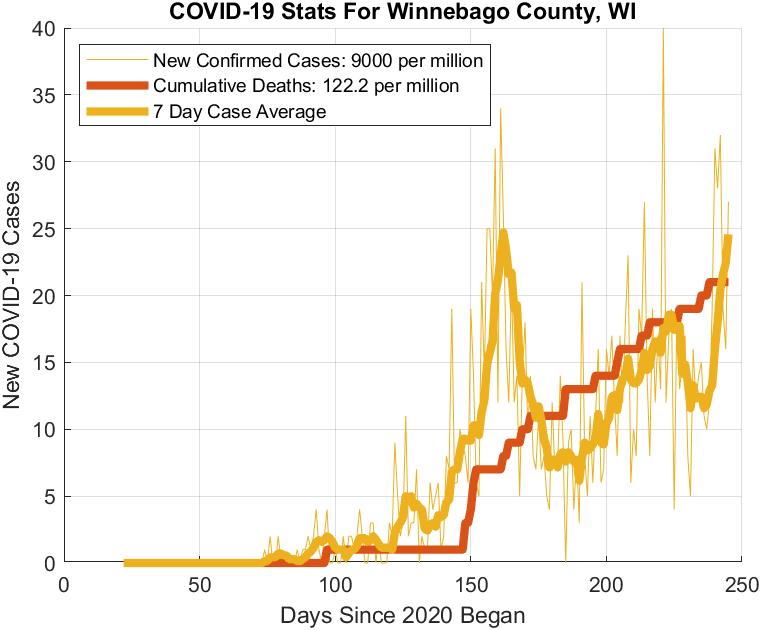 COVID-19 Stats For Winnebago County, WI
New Confirmed Cases: 9000 per million
Cumulative Deaths: 122.2 per million
7 Day Case Average
New COVID-19 Cases
40
35
30
25
20
15
10
5
0
0 50 100 150 200 250
Days Since 2020 Began